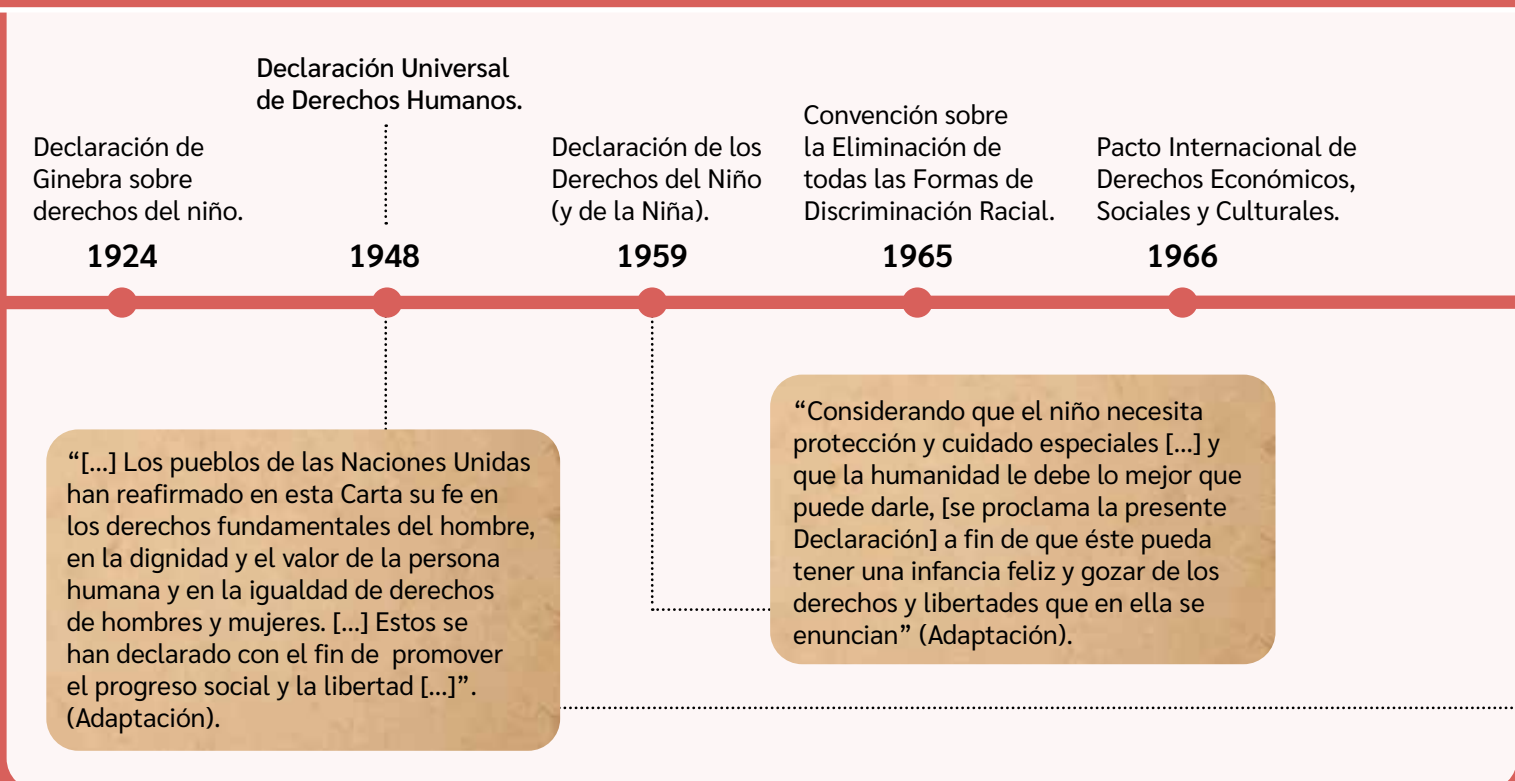 Declaración de
Ginebra sobre
derechos del niño.
1924
Declaración Universal
de Derechos Humanos.
1948
Declaración de los
Derechos del Niño
(y de la Niña).
1959
Convención sobre
la Eliminación de
todas las Formas de
Discriminación Racial.
1965
Pacto Internacional de
Derechos Económicos,
Sociales y Culturales.
1966
“[...] Los pueblos de las Naciones Unidas
han reafirmado en esta Carta su fe en
los derechos fundamentales del hombre,
en la dignidad y el valor de la persona
humana y en la igualdad de derechos
de hombres y mujeres. [...] Estos se
han declarado con el fin de promover
el progreso social y la libertad [...]”.
(Adaptación).
“Considerando que el niño necesita
protección y cuidado especiales [...] y
que la humanidad le debe lo mejor que
puede darle, [se proclama la presente
Declaración] a fin de que éste pueda
tener una infancia feliz y gozar de los
derechos y libertades que en ella se
enuncian” (Adaptación).